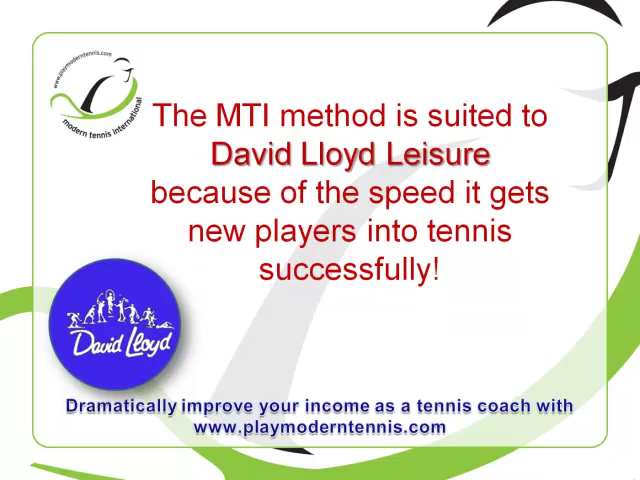 www.playmoderntennis.com
modern tennis international
The MTI method is suited to
David Lloyd Leisure
because of the speed it gets
new players into tennis
successfully!
David Lloyd
Dramatically improve your income as a tennis coach with
www.playmoderntennis.com